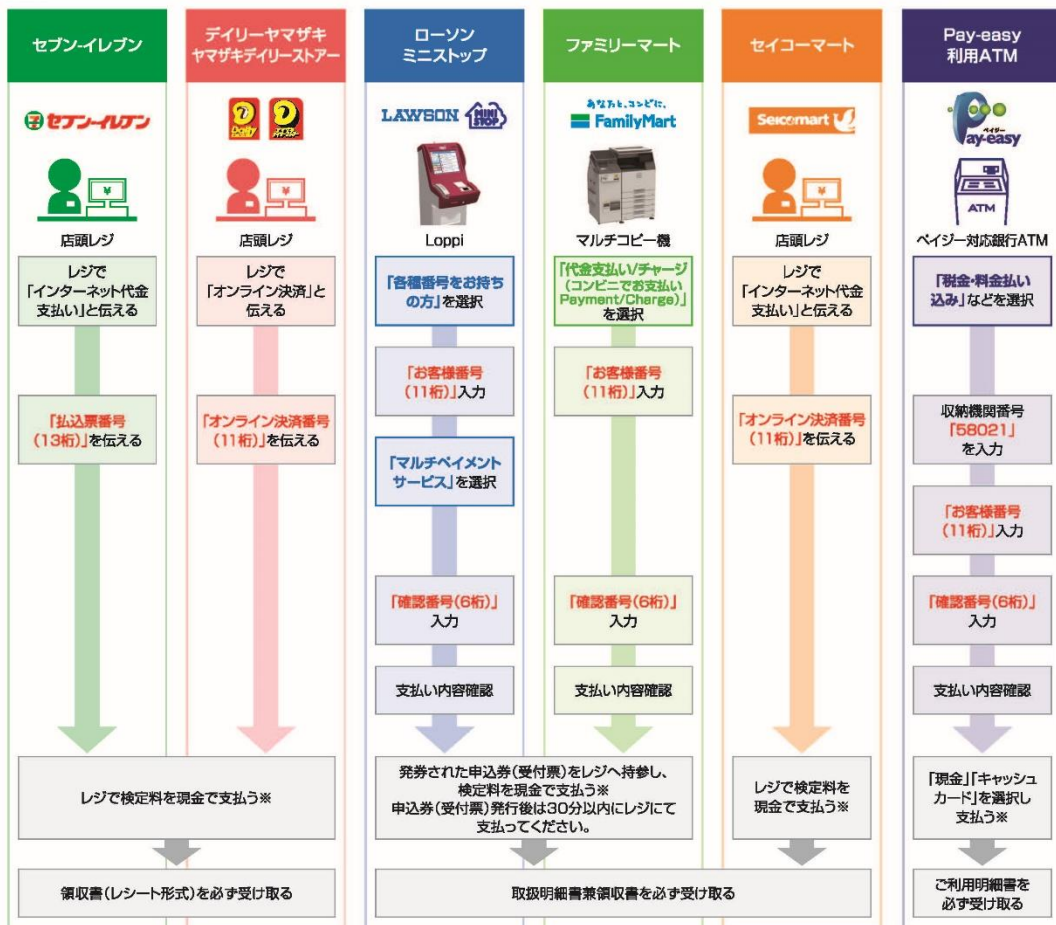 セブン-イレブン
デイリーヤマザキ
ヤマザキデイリーストアー
ローソン
ミニストップ
ファミリーマート
セイコーマート
Pay-easy
利用ATM
セブン-イレブン
Daily
LAWSON
MINI
STOP
あなたと、コンビに、
FamilyMart
Seicomart
ペイジー
Pay-easy
¥
¥
¥
ATM
店頭レジ
店頭レジ
Loppi
マルチコピー機
店頭レジ
ペイジー対応銀行ATM
レジで
「インターネット代金
支払い」と伝える
レジで
「オンライン決済」と
伝える
「各種番号をお持ち
の方」を選択
「代金支払い/チャージ
(コンビニでお支払い
Payment/Charge)」
を選択
レジで
「インターネット代金
支払い」と伝える
「税金・料金払い
込み」などを選択
「お客様番号
(11桁)」入力
「お客様番号
(11桁)」入力
「払込票番号
(13桁)」を伝える
「オンライン決済番号
(11桁)」を伝える
「マルチペイメント
サービス」を選択
「オンライン決済番号
(11桁)」を伝える
収納機関番号
「58021」
を入力
「お客様番号
(11桁)」入力
「確認番号(6桁)」
入力
「確認番号(6桁)」
入力
「確認番号(6桁)」
入力
支払い内容確認
支払い内容確認
支払い内容確認
レジで検定料を現金で支払う※
発券された申込券(受付票)をレジへ持参し、
検定料を現金で支払う※
申込券(受付票)発行後は30分以内にレジにて
支払ってください。
レジで検定料を
現金で支払う※
「現金」「キャッシュ
カード」を選択し
支払う※
領収書(レシート形式)を必ず受け取る
取扱明細書兼領収書を必ず受け取る
ご利用明細書を
必ず受け取る